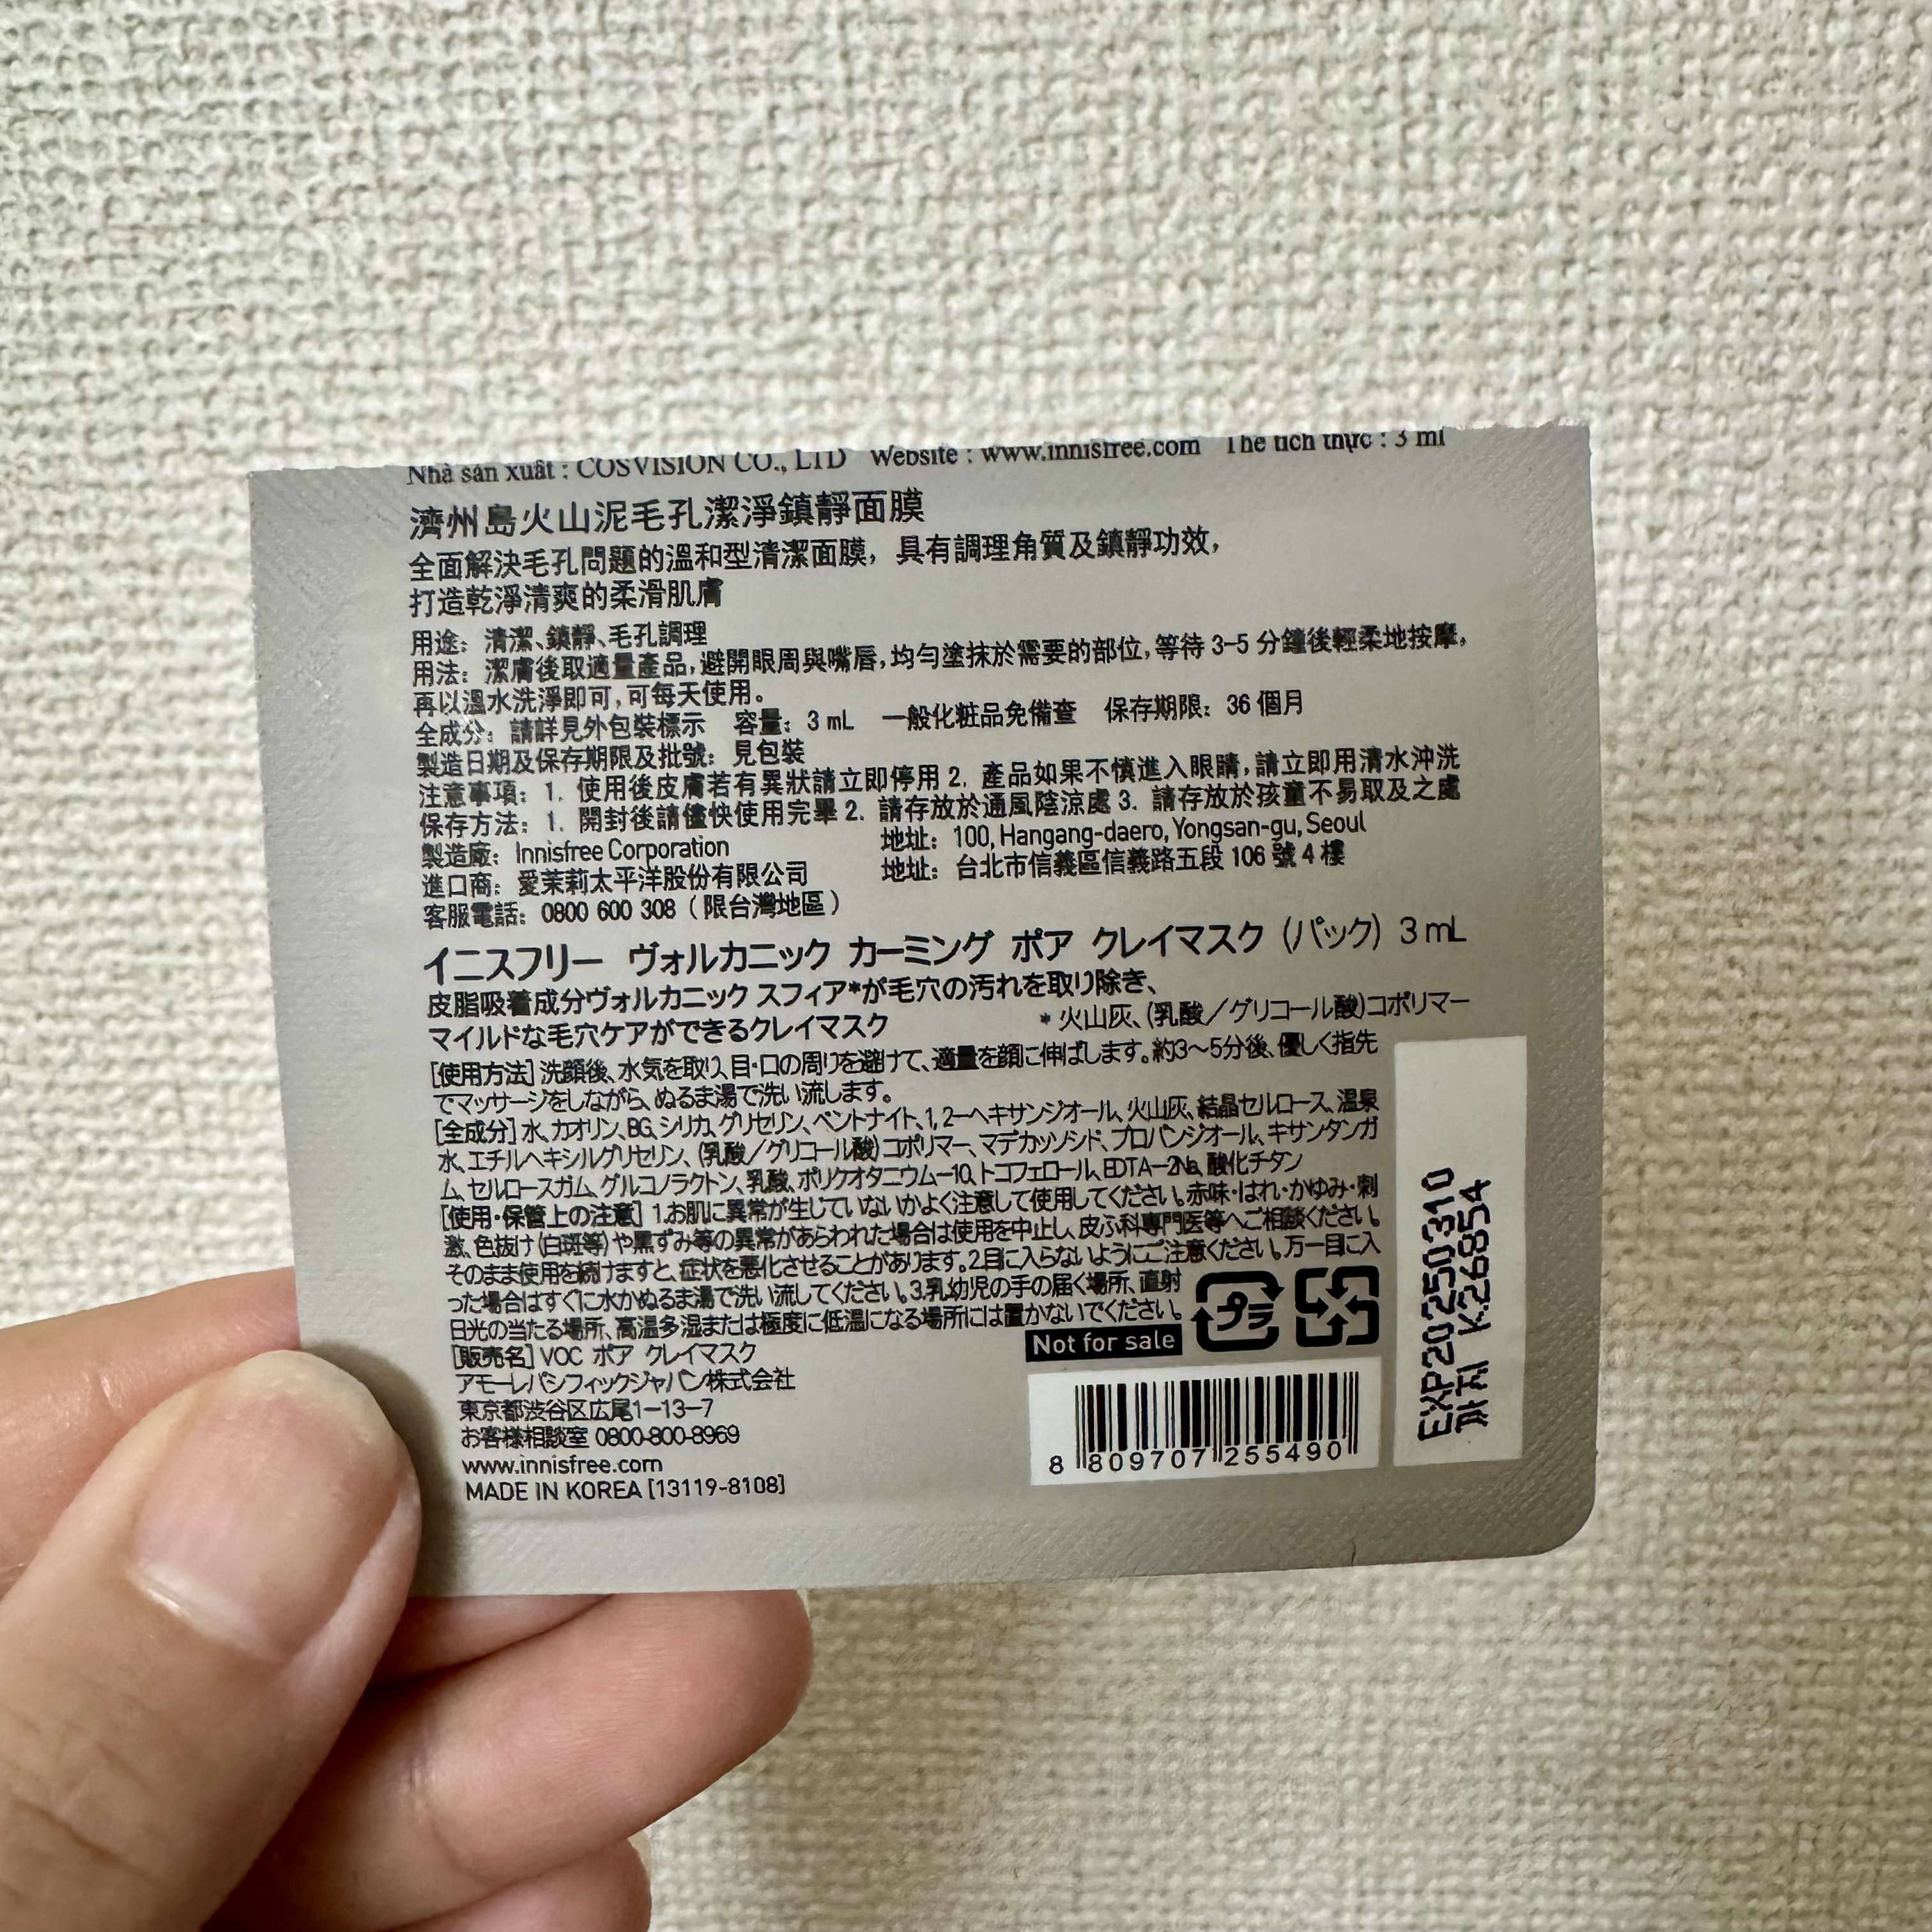 Nhà sản xuất : COSVISION CO., LTD Website : www.innisfree.com Thể tích thực : 3 ml
濟州島火山泥毛孔潔淨鎮靜面膜
全面解決毛孔問題的溫和型清潔面膜，具有調理角質及鎮靜功效，
打造乾淨清爽的柔滑肌膚
用途：清潔、鎮靜、毛孔調理
用法：潔膚後取適量產品,避開眼周與嘴唇,均勻塗抹於需要的部位,等待 3-5 分鐘後輕柔地按摩,
再以溫水洗淨即可,可每天使用。
全成分：請詳見外包裝標示 容量：3 mL 一般化粧品免備查 保存期限：36 個月
製造日期及保存期限及批號：見包裝
注意事項：1. 使用後皮膚若有異狀請立即停用 2. 產品如果不慎進入眼睛,請立即用清水沖洗
保存方法：1. 開封後請儘快使用完畢 2. 請存放於通風陰涼處 3. 請存放於孩童不易取及之處
製造廠：Innisfree Corporation 地址：100, Hangang-daero, Yongsan-gu, Seoul
進口商：愛茉莉太平洋股份有限公司 地址：台北市信義區信義路五段 106 號 4 樓
客服電話：0800 600 308（限台灣地區）
イニスフリー ヴォルカニック カーミング ポア クレイマスク（パック）3 mL
皮脂吸着成分ヴォルカニック スフィア*が毛穴の汚れを取り除き、
マイルドな毛穴ケアができるクレイマスク *火山灰、(乳酸／グリコール酸)コポリマー
[使用方法] 洗顔後、水気を取り、目・口の周りを避けて、適量を顔に伸ばします。約3～5分後、優しく指先
でマッサージをしながら、ぬるま湯で洗い流します。
[全成分] 水、カオリン、BG、シリカ、グリセリン、ベントナイト、1,2－ヘキサンジオール、火山灰、結晶セルロース、温泉
水、エチルヘキシルグリセリン、(乳酸／グリコール酸)コポリマー、マデカッソシド、プロパンジオール、キサンタンガ
ム、セルロースガム、グルコノラクトン、乳酸、ポリクオタニウム－10、トコフェロール、EDTA－2Na、酸化チタン
[使用・保管上の注意] 1.お肌に異常が生じていないかよく注意して使用してください。赤味・はれ・かゆみ・刺
激、色抜け(白斑等)や黒ずみ等の異常があらわれた場合は使用を中止し、皮ふ科専門医等へご相談ください。
そのまま使用を続けますと、症状を悪化させることがあります。2.目に入らないようにご注意ください。万一目に入
った場合はすぐに水かぬるま湯で洗い流してください。3.乳幼児の手の届く場所、直射
日光の当たる場所、高温多湿または極度に低温になる場所には置かないでください。
[販売名] VOC ポア クレイマスク
アモーレパシフィックジャパン株式会社
東京都渋谷区広尾1－13－7
お客様相談室 0800-800-8969
www.innisfree.com
MADE IN KOREA [13119-8108]
Not for sale
プラ
8 809707 255490
EXP20250310
까지 K26854